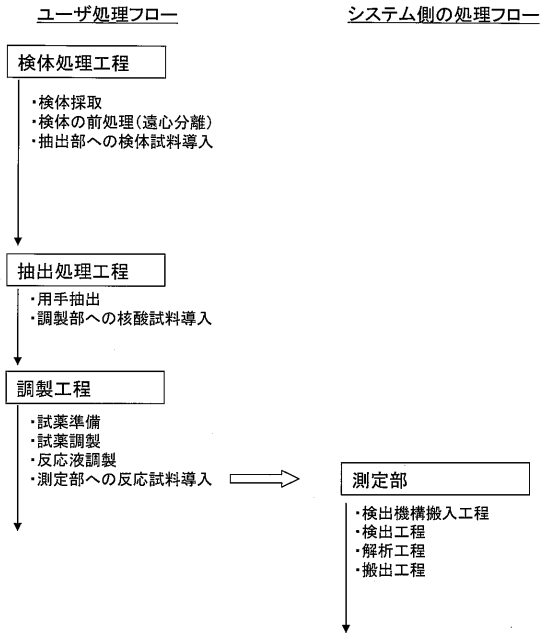 ユーザ処理フロー
システム側の処理フロー
検体処理工程
・検体採取
・検体の前処理(遠心分離)
・抽出部への検体試料導入
抽出処理工程
・用手抽出
・調製部への核酸試料導入
調製工程
・試薬準備
・試薬調製
・反応液調製
・測定部への反応試料導入
測定部
・検出機構搬入工程
・検出工程
・解析工程
・搬出工程